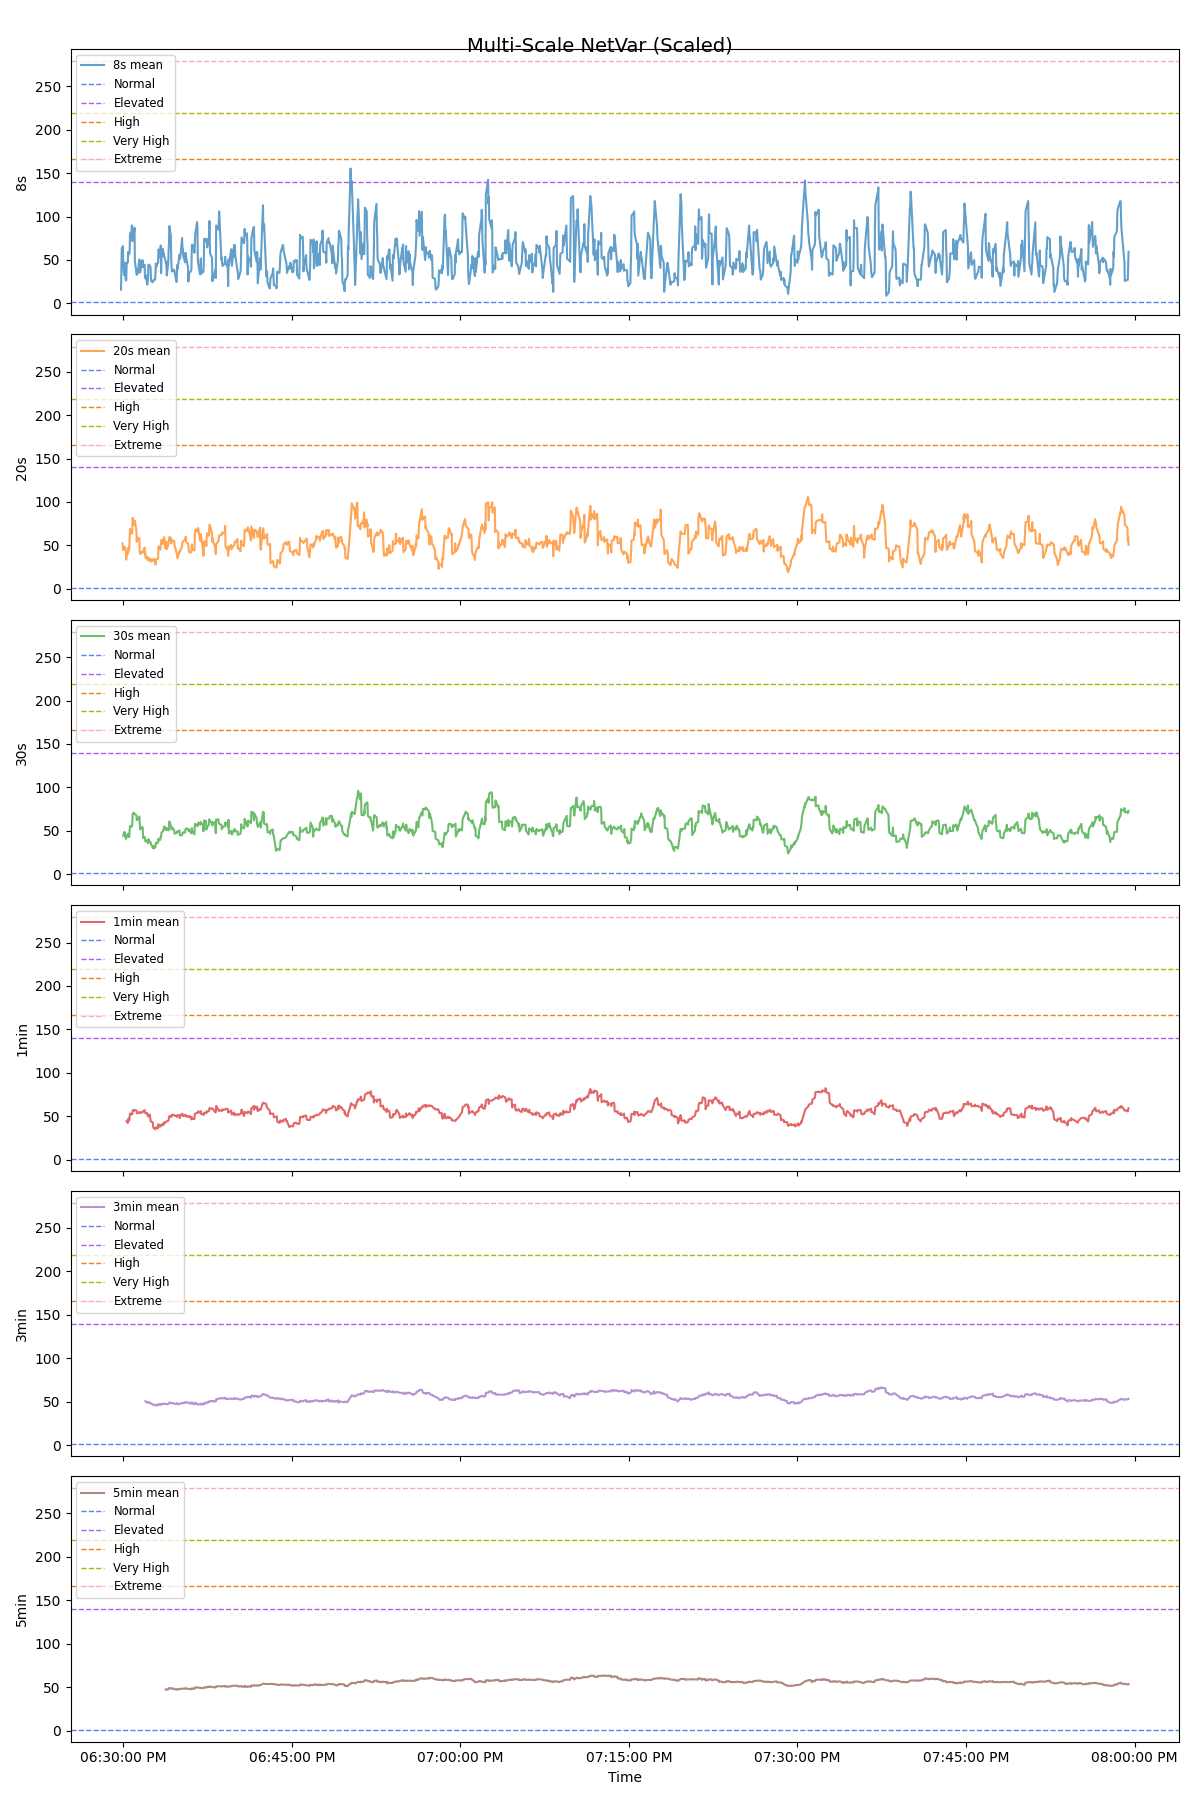 Multi-Scale NetVar (Scaled)
8s mean
Normal
Elevated
High
Very High
Extreme
250
200
150
100
50
0
8s
20s mean
Normal
Elevated
High
Very High
Extreme
250
200
150
100
50
0
20s
30s mean
Normal
Elevated
High
Very High
Extreme
250
200
150
100
50
0
30s
1min mean
Normal
Elevated
High
Very High
Extreme
250
200
150
100
50
0
1min
3min mean
Normal
Elevated
High
Very High
Extreme
250
200
150
100
50
0
3min
5min mean
Normal
Elevated
High
Very High
Extreme
250
200
150
100
50
0
5min
06:30:00 PM 06:45:00 PM 07:00:00 PM 07:15:00 PM 07:30:00 PM 07:45:00 PM 08:00:00 PM
Time